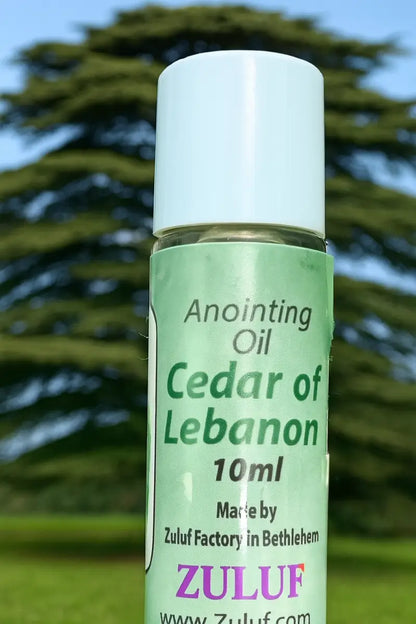 Anointing
Oil
Cedar of
Lebanon
10ml
Made by
Zuluf Factory in Bethlehem
ZULUF
www.Zuluf.com